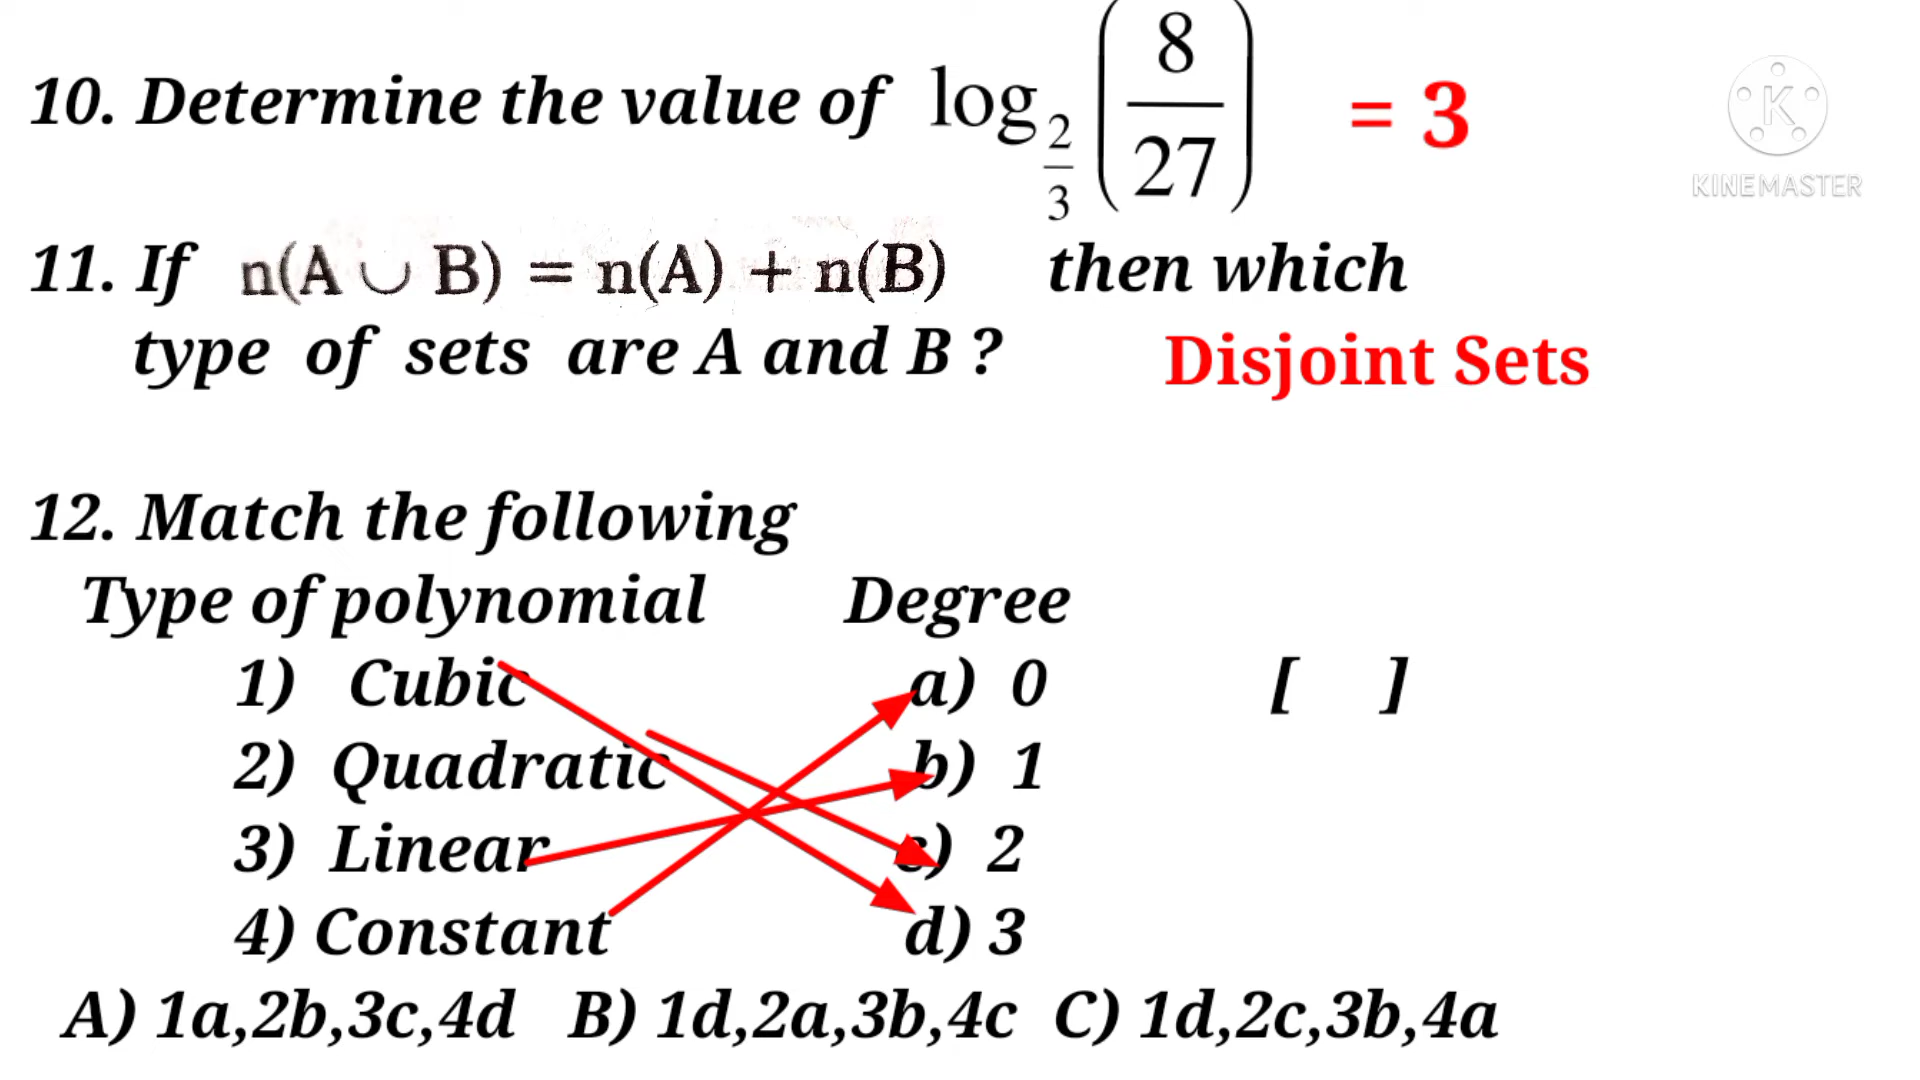 10. Determine the value of log 2/3 (8/27) = 3
K
KINEMASTER
11. If n(A ∪ B) = n(A) + n(B) then which
type of sets are A and B ? Disjoint Sets
12. Match the following
Type of polynomial Degree
1) Cubic a) 0 [ ]
2) Quadratic b) 1
3) Linear c) 2
4) Constant d) 3
A) 1a,2b,3c,4d B) 1d,2a,3b,4c C) 1d,2c,3b,4a